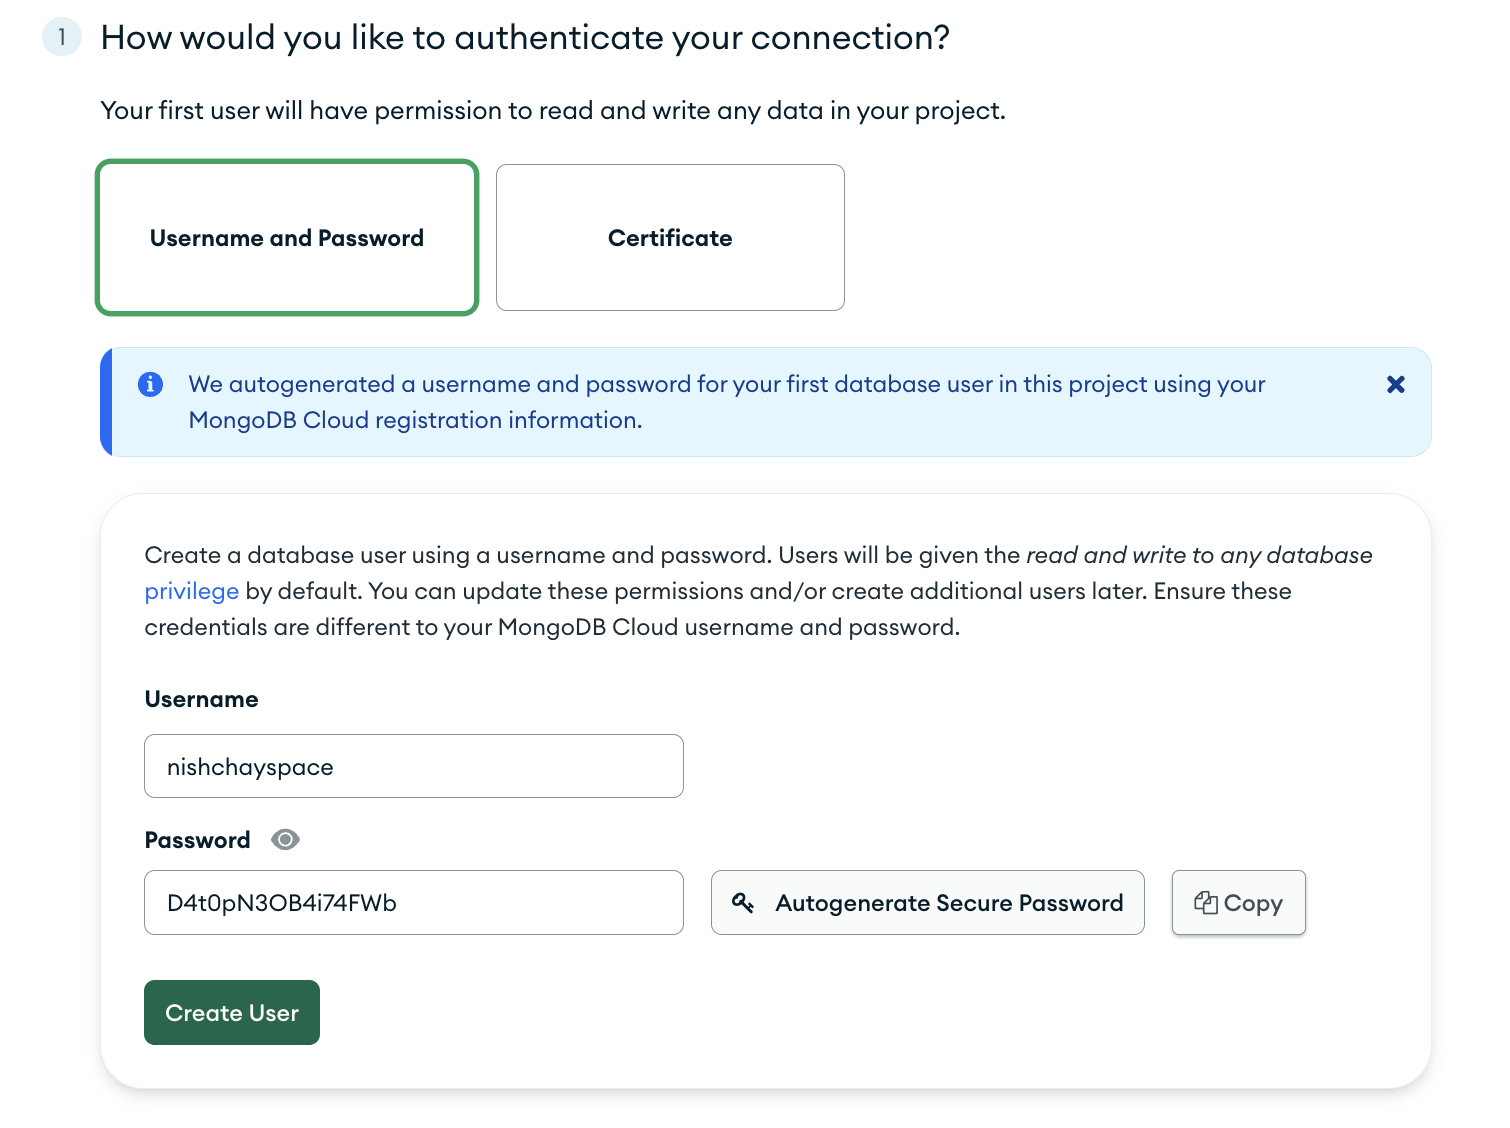 1 How would you like to authenticate your connection?
Your first user will have permission to read and write any data in your project.
Username and Password
Certificate
We autogenerated a username and password for your first database user in this project using your
MongoDB Cloud registration information.
Create a database user using a username and password. Users will be given the read and write to any database
privilege by default. You can update these permissions and/or create additional users later. Ensure these
credentials are different to your MongoDB Cloud username and password.
Username
nishchayspace
Password
D4t0pN3OB4i74FWb
Autogenerate Secure Password
Copy
Create User